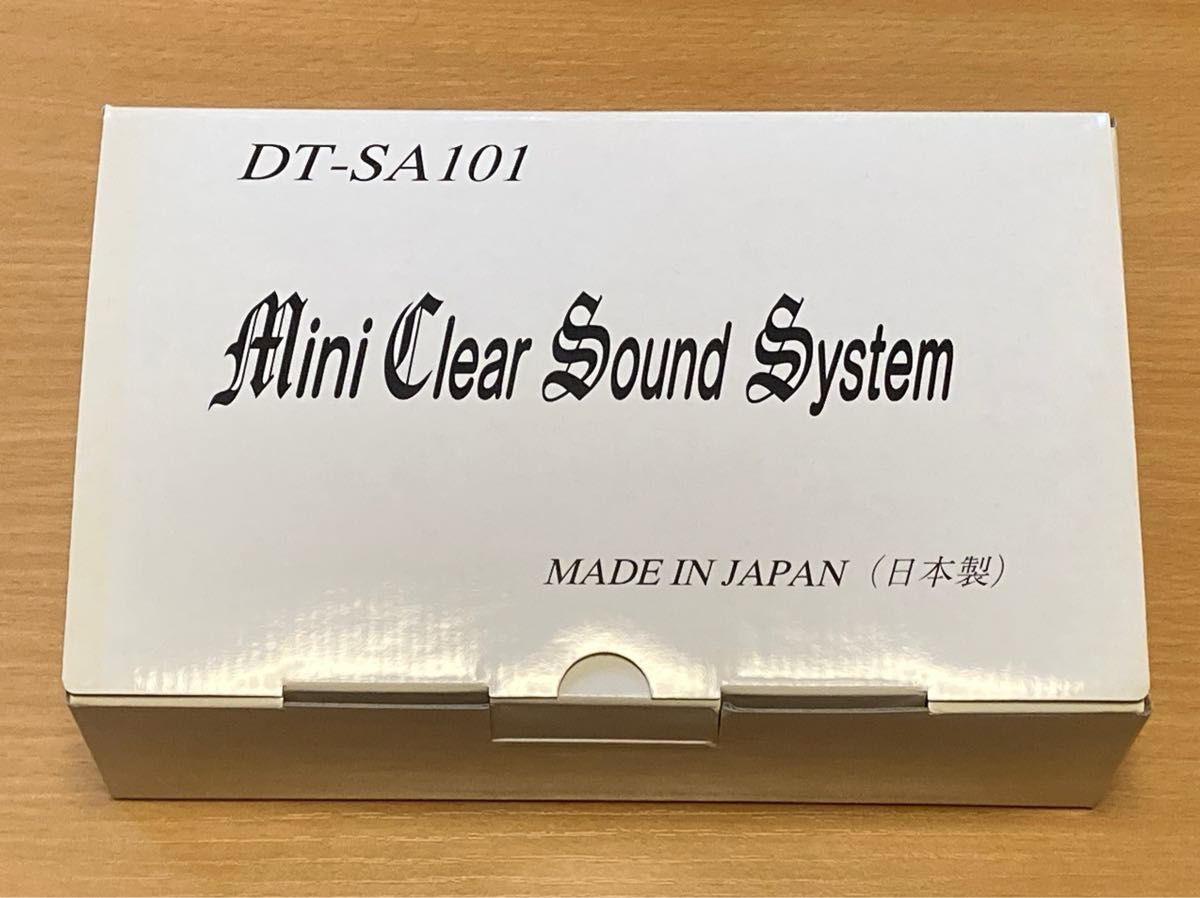 DT-SA101
Mini Clear Sound System
MADE IN JAPAN（日本製）